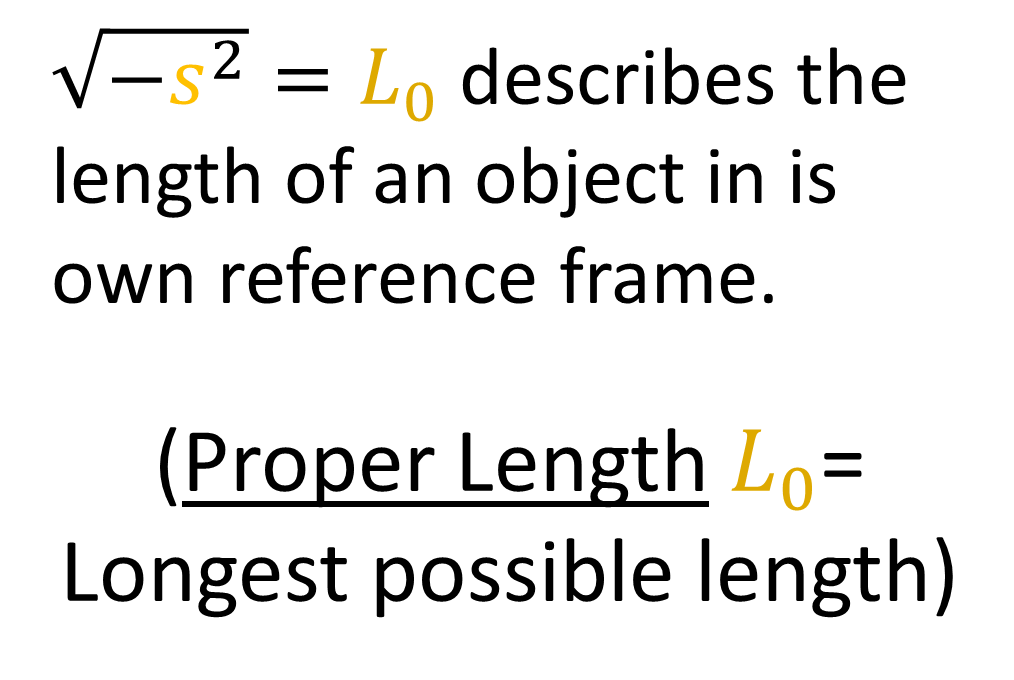 √−s² = L₀ describes the
length of an object in is
own reference frame.
(Proper Length L₀=
Longest possible length)